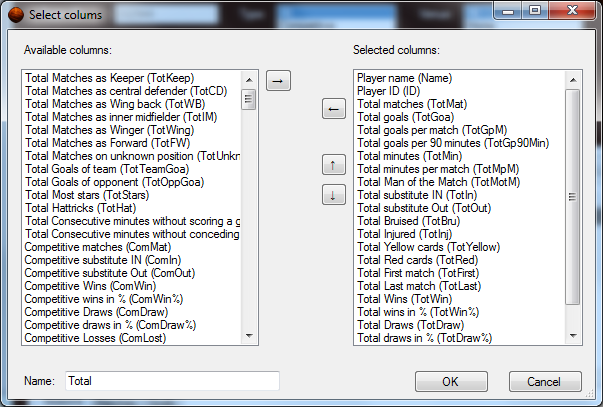 Select colums
Available columns:
Selected columns:
Total Matches as Keeper (TotKeep)
Total Matches as central defender (TotCD)
Total Matches as Wing back (TotWB)
Total Matches as inner midfielder (TotIM)
Total Matches as Winger (TotWing)
Total Matches as Forward (TotFW)
Total Matches on unknown position (TotUnkn
Total Goals of team (TotTeamGoa)
Total Goals of opponent (TotOppGoa)
Total Most stars (TotStars)
Total Hattricks (TotHat)
Total Consecutive minutes without scoring a g
Total Consecutive minutes without conceding
Competitive matches (ComMat)
Competitive substitute IN (ComIn)
Competitive substitute Out (ComOut)
Competitive Wins (ComWin)
Competitive wins in % (ComWin%)
Competitive Draws (ComDraw)
Competitive draws in % (ComDraw%)
Competitive Losses (ComLost)
Player name (Name)
Player ID (ID)
Total matches (TotMat)
Total goals (TotGoa)
Total goals per match (TotGpM)
Total goals per 90 minutes (TotGp90Min)
Total minutes (TotMin)
Total minutes per match (TotMpM)
Total Man of the Match (TotMotM)
Total substitute IN (TotIn)
Total substitute Out (TotOut)
Total Bruised (TotBru)
Total Injured (TotInj)
Total Yellow cards (TotYellow)
Total Red cards (TotRed)
Total First match (TotFirst)
Total Last match (TotLast)
Total Wins (TotWin)
Total wins in % (TotWin%)
Total Draws (TotDraw)
Total draws in % (TotDraw%)
Name: Total
OK
Cancel